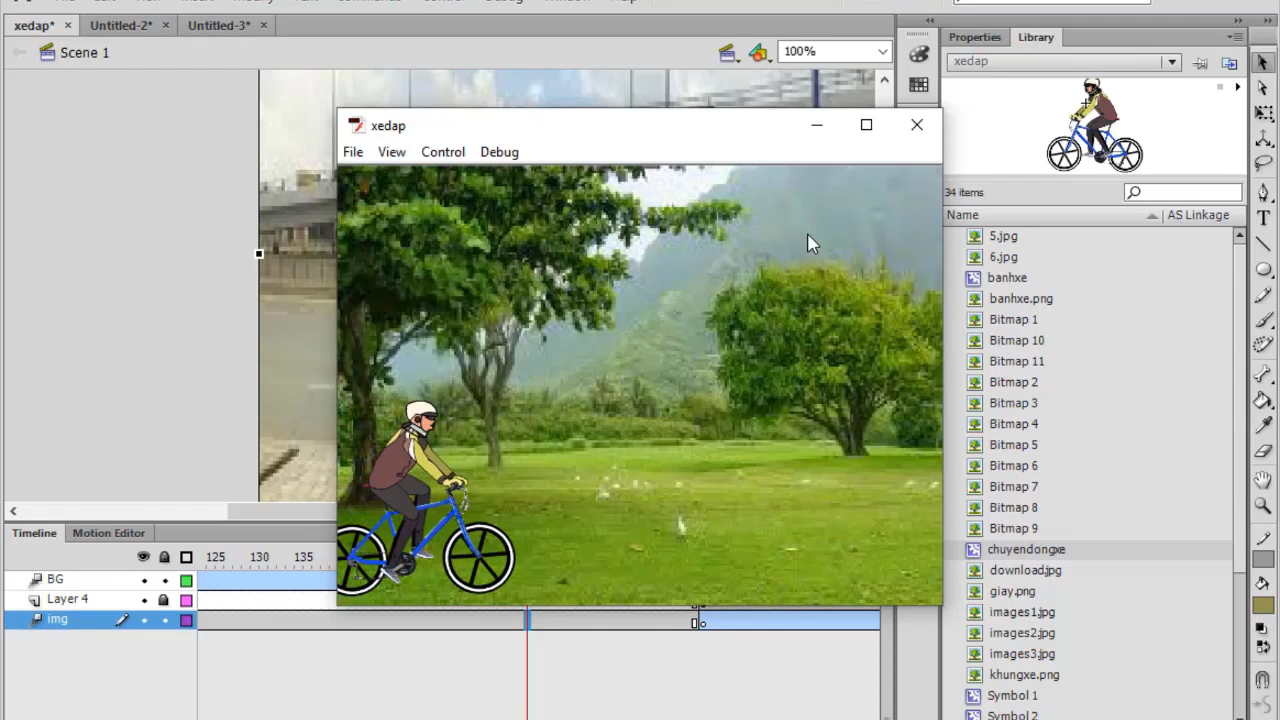 xedap*
Untitled-2*
Untitled-3*
Scene 1
100%
Properties
Library
xedap
34 items
Name
AS Linkage
5.jpg
6.jpg
banhxe
banhxe.png
Bitmap 1
Bitmap 10
Bitmap 11
Bitmap 2
Bitmap 3
Bitmap 4
Bitmap 5
Bitmap 6
Bitmap 7
Bitmap 8
Bitmap 9
chuyendongxe
download.jpg
giay.png
images1.jpg
images2.jpg
images3.jpg
khungxe.png
Symbol 1
Symbol 2
xedap
File View Control Debug
Timeline
Motion Editor
125 130 135
BG
Layer 4
img